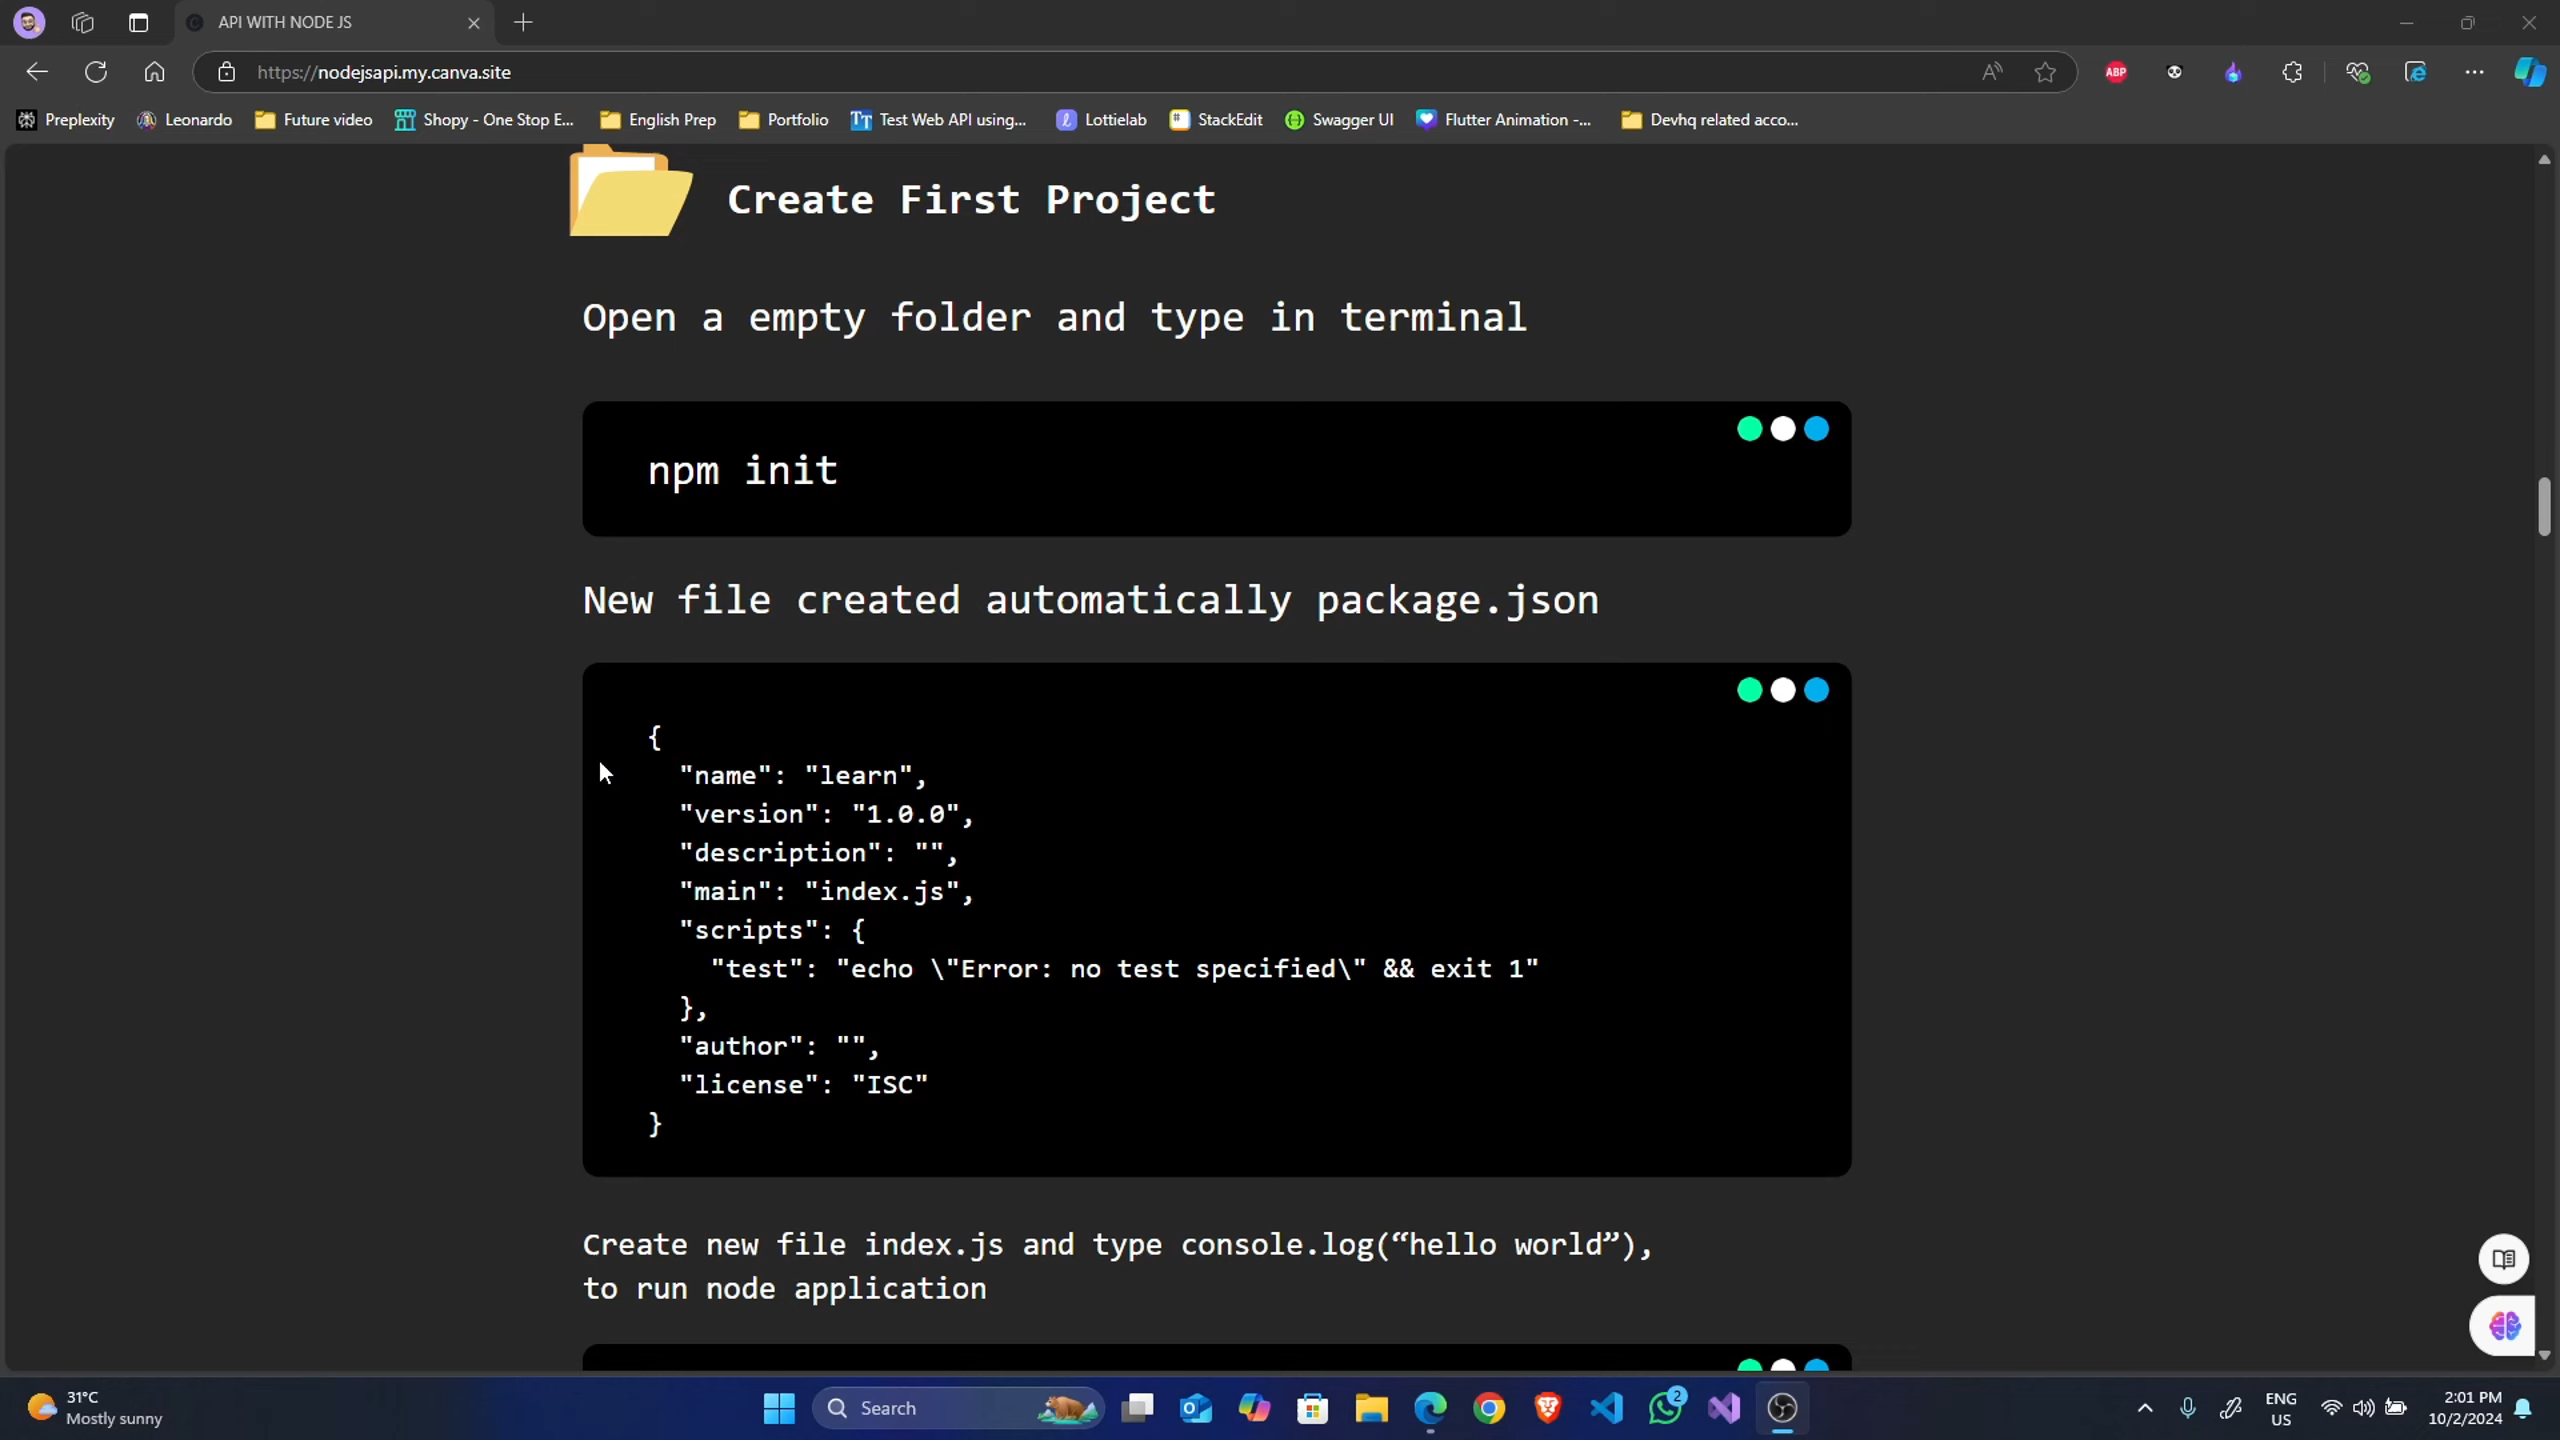 API WITH NODE JS
https://nodejsapi.my.canva.site
ABP
Preplexity
Leonardo
Future video
Shopy - One Stop E...
English Prep
Portfolio
Tt
Test Web API using...
Lottielab
StackEdit
Swagger UI
Flutter Animation -...
Devhq related acco...
Create First Project
Open a empty folder and type in terminal
npm init
New file created automatically package.json
{
"name": "learn",
"version": "1.0.0",
"description": "",
"main": "index.js",
"scripts": {
"test": "echo \"Error: no test specified\" && exit 1"
},
"author": "",
"license": "ISC"
}
Create new file index.js and type console.log(“hello world”),
to run node application
31°C
Mostly sunny
Search
2
ENG
US
2:01 PM
10/2/2024